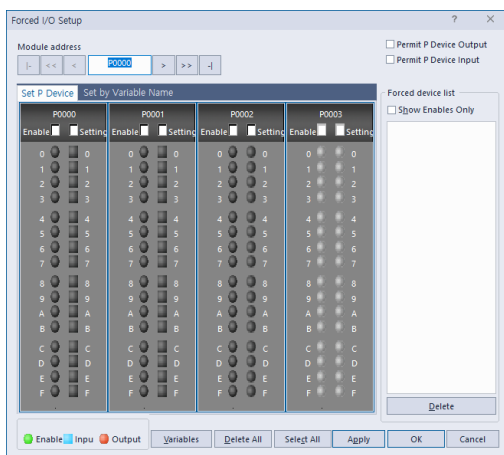 Forced I/O Setup ? ×
Module address
|- << < P0000 > >> -|
Permit P Device Output
Permit P Device Input
Set P Device Set by Variable Name
P0000 P0001 P0002 P0003
Enable Setting Enable Setting Enable Setting Enable Setting
0 0 0 0 0 0 0 0
1 1 1 1 1 1 1 1
2 2 2 2 2 2 2 2
3 3 3 3 3 3 3 3
4 4 4 4 4 4 4 4
5 5 5 5 5 5 5 5
6 6 6 6 6 6 6 6
7 7 7 7 7 7 7 7
8 8 8 8 8 8 8 8
9 9 9 9 9 9 9 9
A A A A A A A A
B B B B B B B B
C C C C C C C C
D D D D D D D D
E E E E E E E E
F F F F F F F F
Forced device list
Show Enables Only
Delete
Enable Inpu Output
Variables Delete All Select All Apply OK Cancel